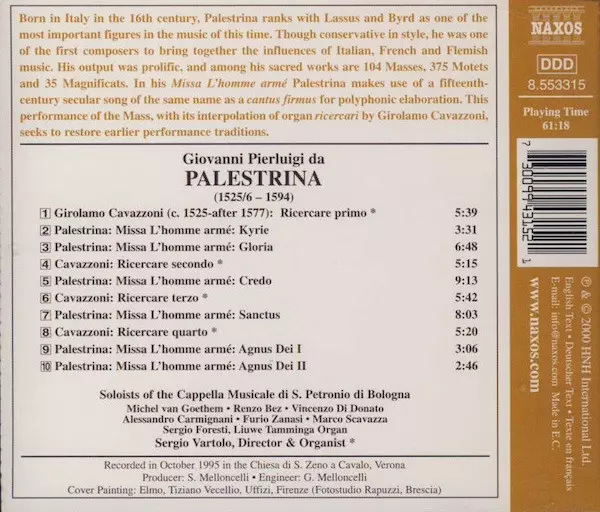 Born in Italy in the 16th century, Palestrina ranks with Lassus and Byrd as one of the
most important figures in the music of this time. Though conservative in style, he was
one of the first composers to bring together the influences of Italian, French and Flemish
music. His output was prolific, and among his sacred works are 104 Masses, 375 Motets
and 35 Magnificats. In his Missa L'homme armé Palestrina makes use of a fifteenth-
century secular song of the same name as a cantus firmus for polyphonic elaboration. This
performance of the Mass, with its interpolation of organ ricercari by Girolamo Cavazzoni,
seeks to restore earlier performance traditions.
Giovanni Pierluigi da
PALESTRINA
(1525/6 – 1594)
1 Girolamo Cavazzoni (c. 1525-after 1577): Ricercare primo * 5:39
2 Palestrina: Missa L'homme armé: Kyrie 3:31
3 Palestrina: Missa L'homme armé: Gloria 6:48
4 Cavazzoni: Ricercare secondo * 5:15
5 Palestrina: Missa L'homme armé: Credo 9:13
6 Cavazzoni: Ricercare terzo * 5:42
7 Palestrina: Missa L'homme armé: Sanctus 8:03
8 Cavazzoni: Ricercare quarto * 5:20
9 Palestrina: Missa L'homme armé: Agnus Dei I 3:06
10 Palestrina: Missa L'homme armé: Agnus Dei II 2:46
Soloists of the Cappella Musicale di S. Petronio di Bologna
Michel van Goethem • Renzo Bez • Vincenzo Di Donato
Alessandro Carmignani • Furio Zanasi • Marco Scavazza
Sergio Foresti, Liuwe Tamminga Organ
Sergio Vartolo, Director & Organist *
Recorded in October 1995 in the Chiesa di S. Zeno a Cavalo, Verona
Producer: S. Melloncelli • Engineer: G. Melloncelli
Cover Painting: Elmo, Tiziano Vecellio, Uffizi, Firenze (Fotostudio Rapuzzi, Brescia)
NAXOS
DDD
8.553315
Playing Time
61:18
7 30099 43152 1
www.naxos.com
℗ & © 2000 HNH International Ltd.
English Text • Deutscher Text • Texte en français
E-mail: info@naxos.com Made in E.C.